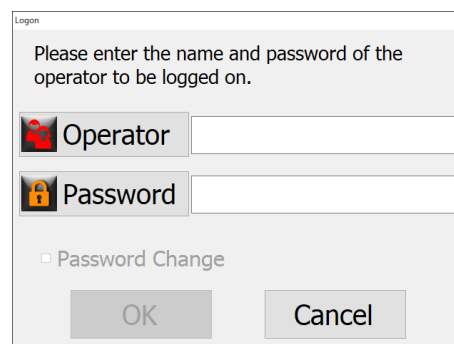 Logon
Please enter the name and password of the
operator to be logged on.
Operator
Password
Password Change
OK
Cancel